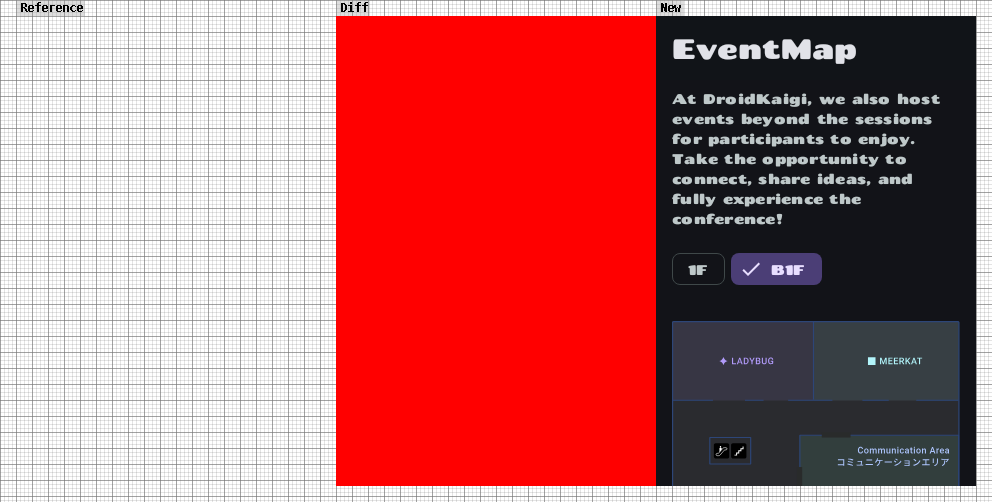 Reference
Diff
New
EventMap
At DroidKaigi, we also host
events beyond the sessions
for participants to enjoy.
Take the opportunity to
connect, share ideas, and
fully experience the
conference!
1F
B1F
LADYBUG
MEERKAT
Communication Area
コミュニケーションエリア